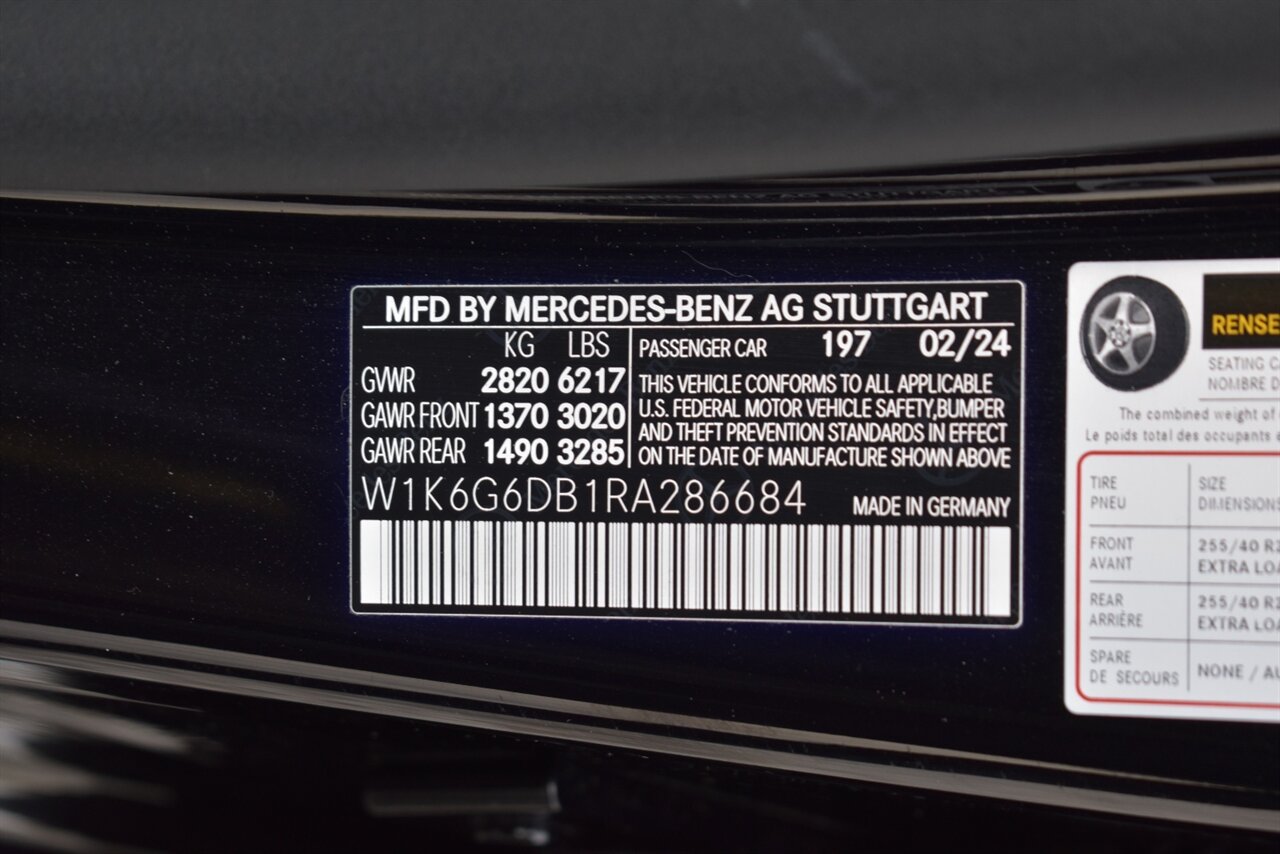 MFD BY MERCEDES-BENZ AG STUTTGART
KG LBS
GVWR 2820 6217
GAWR FRONT 1370 3020
GAWR REAR 1490 3285
PASSENGER CAR 197 02/24
THIS VEHICLE CONFORMS TO ALL APPLICABLE
U.S. FEDERAL MOTOR VEHICLE SAFETY,BUMPER
AND THEFT PREVENTION STANDARDS IN EFFECT
ON THE DATE OF MANUFACTURE SHOWN ABOVE
W1K6G6DB1RA286684 MADE IN GERMANY
RENSE
SEATING
NOMBRE
The combined weight of
Le poids total des occupants
TIRE SIZE
PNEU
FRONT 255/40
AVANT EXTRA
REAR 255/40
ARRIÈRE EXTRA
SPARE NONE /
DE SECOURS